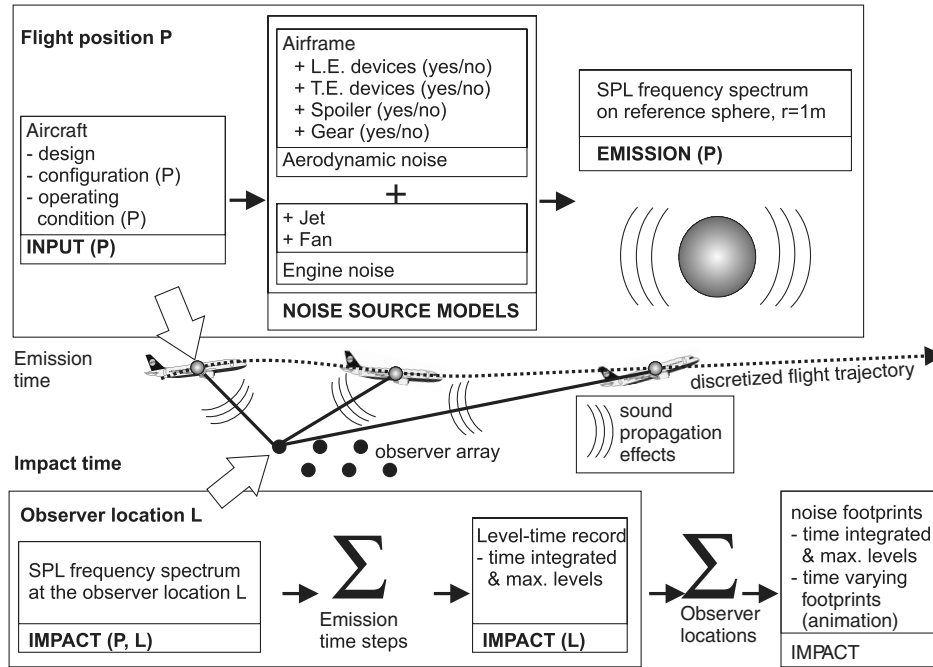 Flight position P
Aircraft
- design
- configuration (P)
- operating
condition (P)
INPUT (P)
Airframe
+ L.E. devices (yes/no)
+ T.E. devices (yes/no)
+ Spoiler (yes/no)
+ Gear (yes/no)
Aerodynamic noise
+
+ Jet
+ Fan
Engine noise
NOISE SOURCE MODELS
SPL frequency spectrum
on reference sphere, r=1m
EMISSION (P)
Emission
time
discretized flight trajectory
sound
propagation
effects
observer array
Impact time
Observer location L
SPL frequency spectrum
at the observer location L
IMPACT (P, L)
Σ
Emission
time steps
Level-time record
- time integrated
& max. levels
IMPACT (L)
Σ
Observer
locations
noise footprints
- time integrated
& max. levels
- time varying
footprints
(animation)
IMPACT